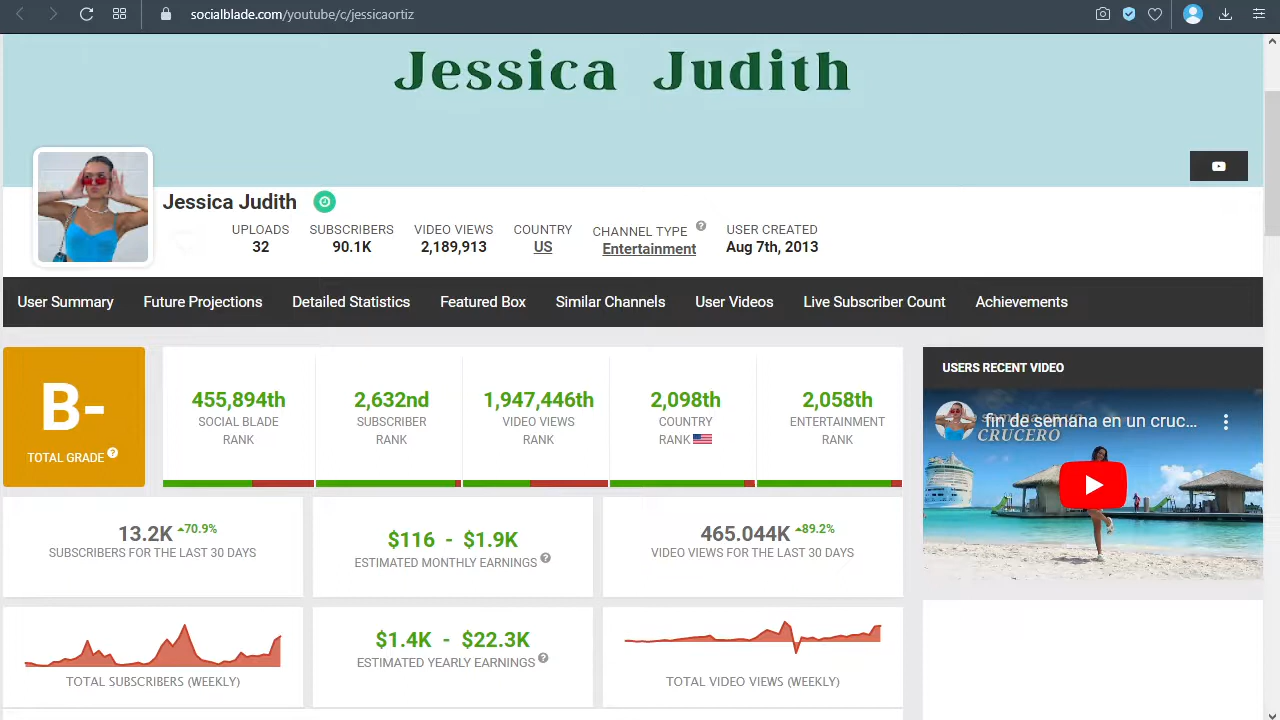 socialblade.com/youtube/c/jessicaortiz
Jessica Judith
Jessica Judith
UPLOADS
32
SUBSCRIBERS
90.1K
VIDEO VIEWS
2,189,913
COUNTRY
US
CHANNEL TYPE ?
Entertainment
USER CREATED
Aug 7th, 2013
User Summary
Future Projections
Detailed Statistics
Featured Box
Similar Channels
User Videos
Live Subscriber Count
Achievements
B-
TOTAL GRADE ?
455,894th
SOCIAL BLADE
RANK
2,632nd
SUBSCRIBER
RANK
1,947,446th
VIDEO VIEWS
RANK
2,098th
COUNTRY
RANK
2,058th
ENTERTAINMENT
RANK
USERS RECENT VIDEO
fin de semana en un cruc...
semana en un
CRUCERO
13.2K 70.9%
SUBSCRIBERS FOR THE LAST 30 DAYS
$116 - $1.9K
ESTIMATED MONTHLY EARNINGS ?
465.044K 89.2%
VIDEO VIEWS FOR THE LAST 30 DAYS
TOTAL SUBSCRIBERS (WEEKLY)
$1.4K - $22.3K
ESTIMATED YEARLY EARNINGS ?
TOTAL VIDEO VIEWS (WEEKLY)